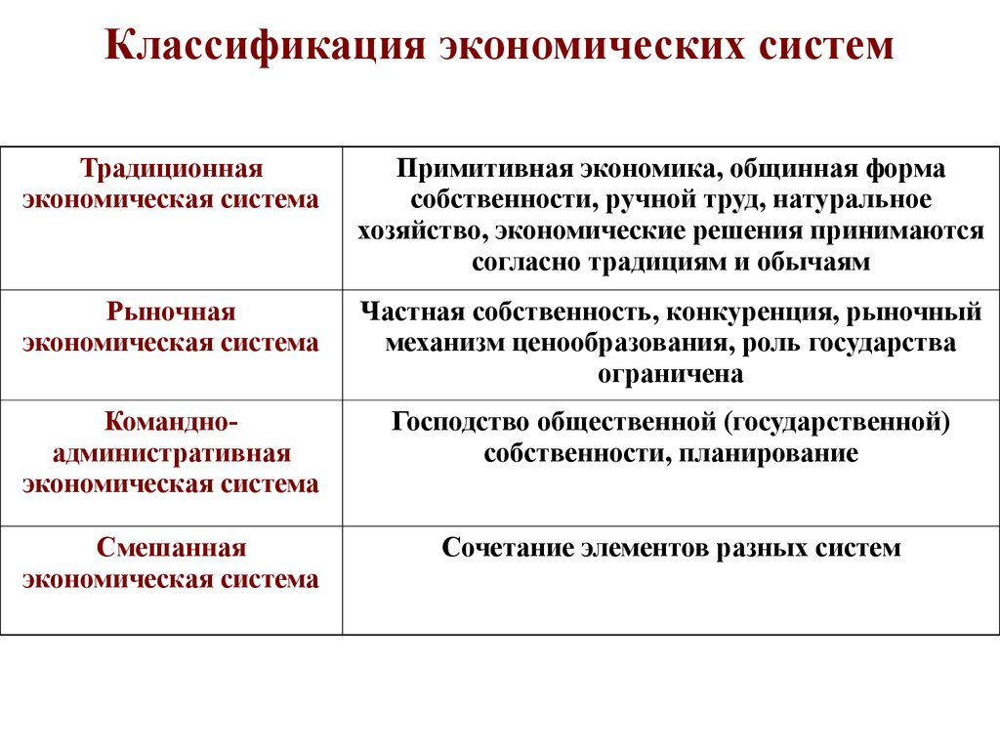 Классификация экономических систем
Традиционная
экономическая система
Примитивная экономика, общинная форма
собственности, ручной труд, натуральное
хозяйство, экономические решения принимаются
согласно традициям и обычаям
Рыночная
экономическая система
Частная собственность, конкуренция, рыночный
механизм ценообразования, роль государства
ограничена
Командно-
административная
экономическая система
Господство общественной (государственной)
собственности, планирование
Смешанная
экономическая система
Сочетание элементов разных систем